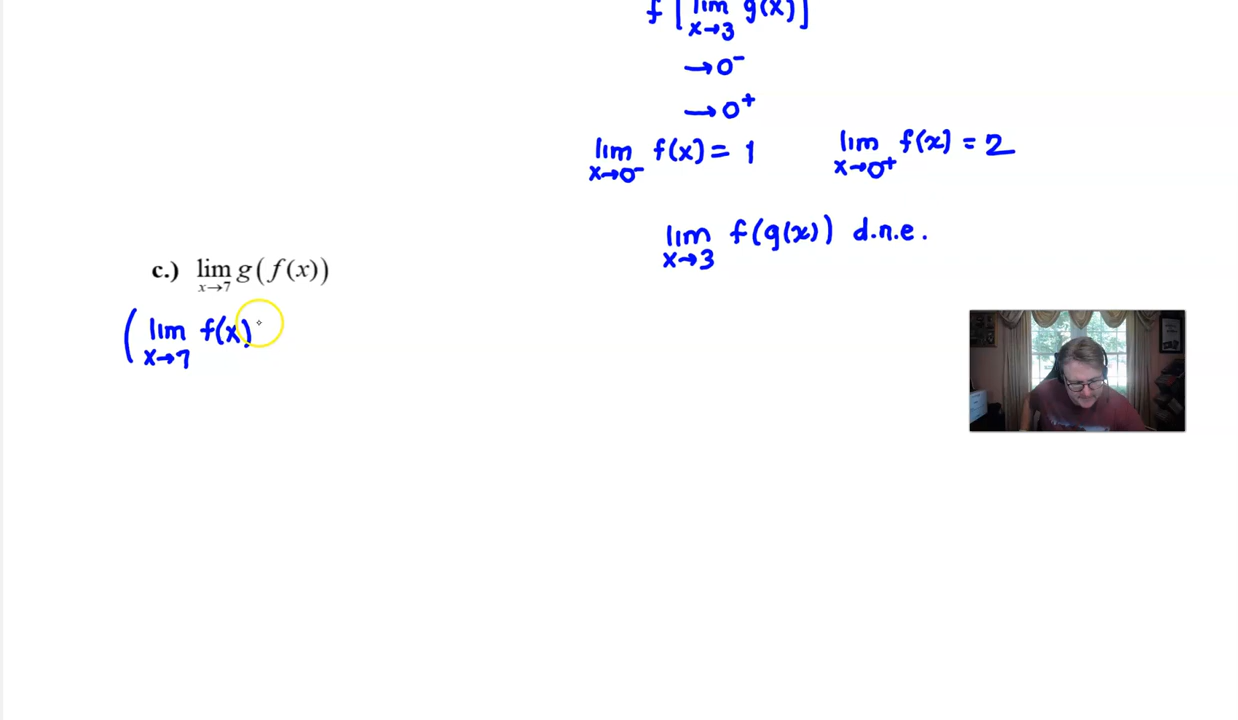 f [lim g(x)]
x→3
→0⁻
→0⁺
lim f(x) = 1 lim f(x) = 2
x→0⁻ x→0⁺
lim f(g(x)) d.n.e.
x→3
c.) lim g(f(x))
x→7
(lim f(x)
x→7